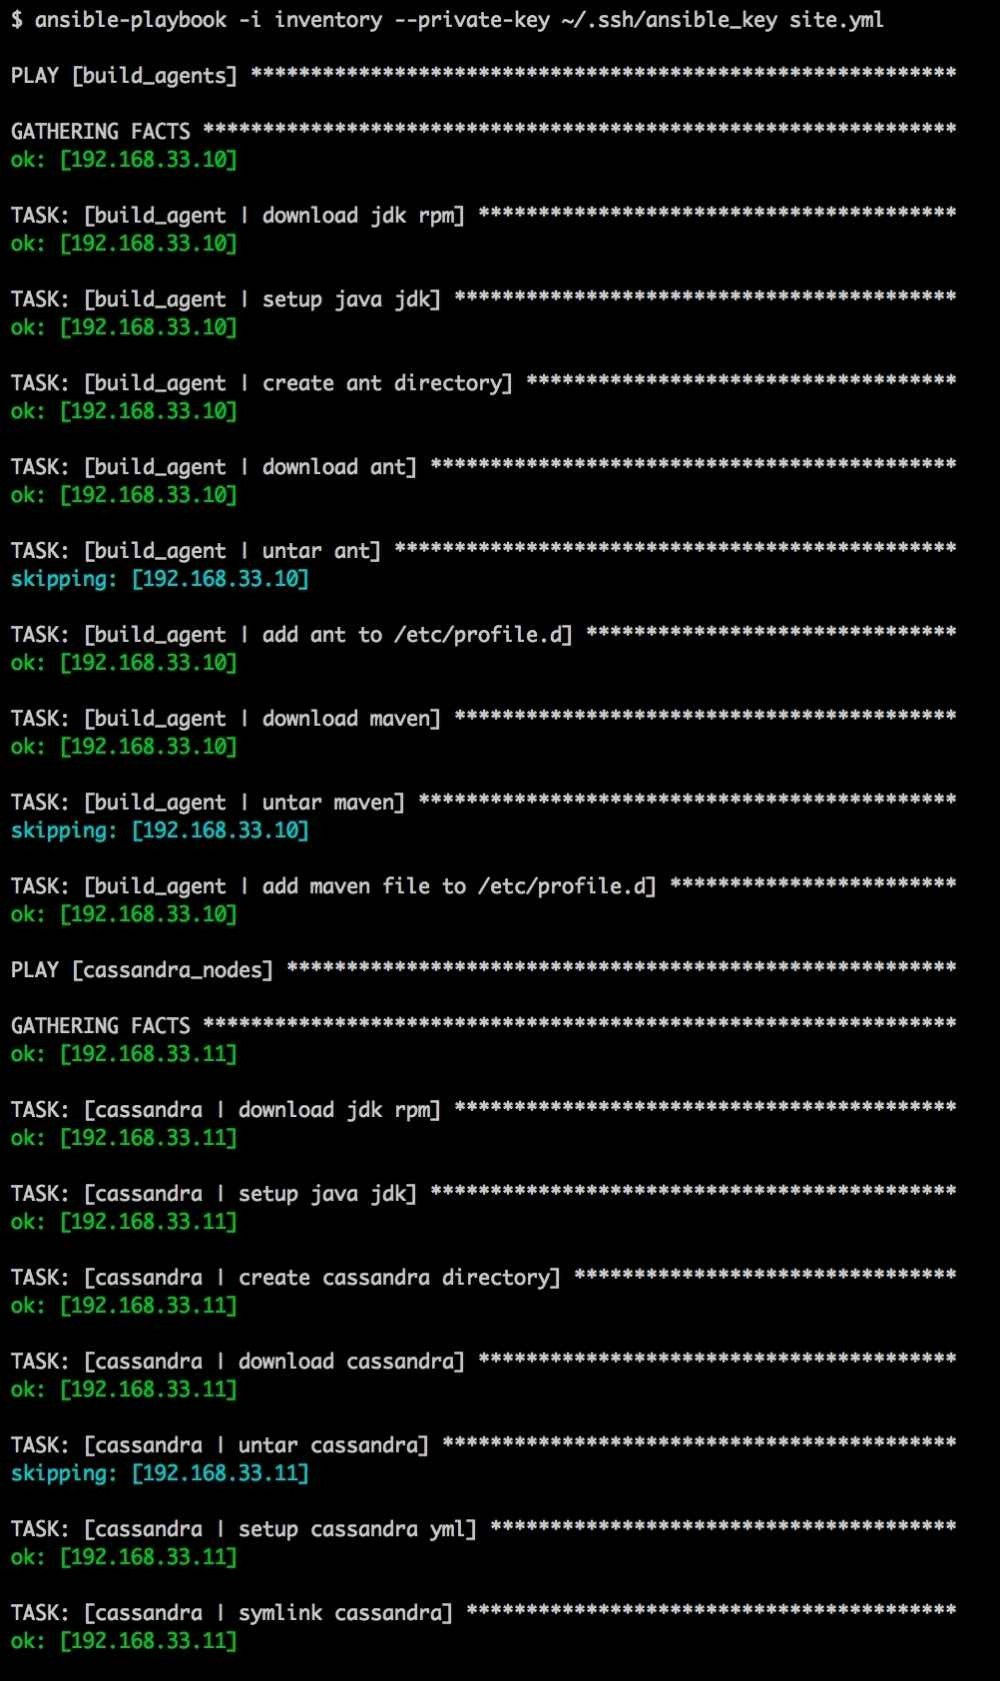 $ ansible-playbook -i inventory --private-key ~/.ssh/ansible_key site.yml
PLAY [build_agents] ***********************************************************
GATHERING FACTS ***************************************************************
ok: [192.168.33.10]
TASK: [build_agent | download jdk rpm] ****************************************
ok: [192.168.33.10]
TASK: [build_agent | setup java jdk] ******************************************
ok: [192.168.33.10]
TASK: [build_agent | create ant directory] ************************************
ok: [192.168.33.10]
TASK: [build_agent | download ant] ********************************************
ok: [192.168.33.10]
TASK: [build_agent | untar ant] ***********************************************
skipping: [192.168.33.10]
TASK: [build_agent | add ant to /etc/profile.d] *******************************
ok: [192.168.33.10]
TASK: [build_agent | download maven] ******************************************
ok: [192.168.33.10]
TASK: [build_agent | untar maven] *********************************************
skipping: [192.168.33.10]
TASK: [build_agent | add maven file to /etc/profile.d] ************************
ok: [192.168.33.10]
PLAY [cassandra_nodes] ********************************************************
GATHERING FACTS ***************************************************************
ok: [192.168.33.11]
TASK: [cassandra | download jdk rpm] ******************************************
ok: [192.168.33.11]
TASK: [cassandra | setup java jdk] ********************************************
ok: [192.168.33.11]
TASK: [cassandra | create cassandra directory] ********************************
ok: [192.168.33.11]
TASK: [cassandra | download cassandra] ****************************************
ok: [192.168.33.11]
TASK: [cassandra | untar cassandra] *******************************************
skipping: [192.168.33.11]
TASK: [cassandra | setup cassandra yml] ***************************************
ok: [192.168.33.11]
TASK: [cassandra | symlink cassandra] *****************************************
ok: [192.168.33.11]